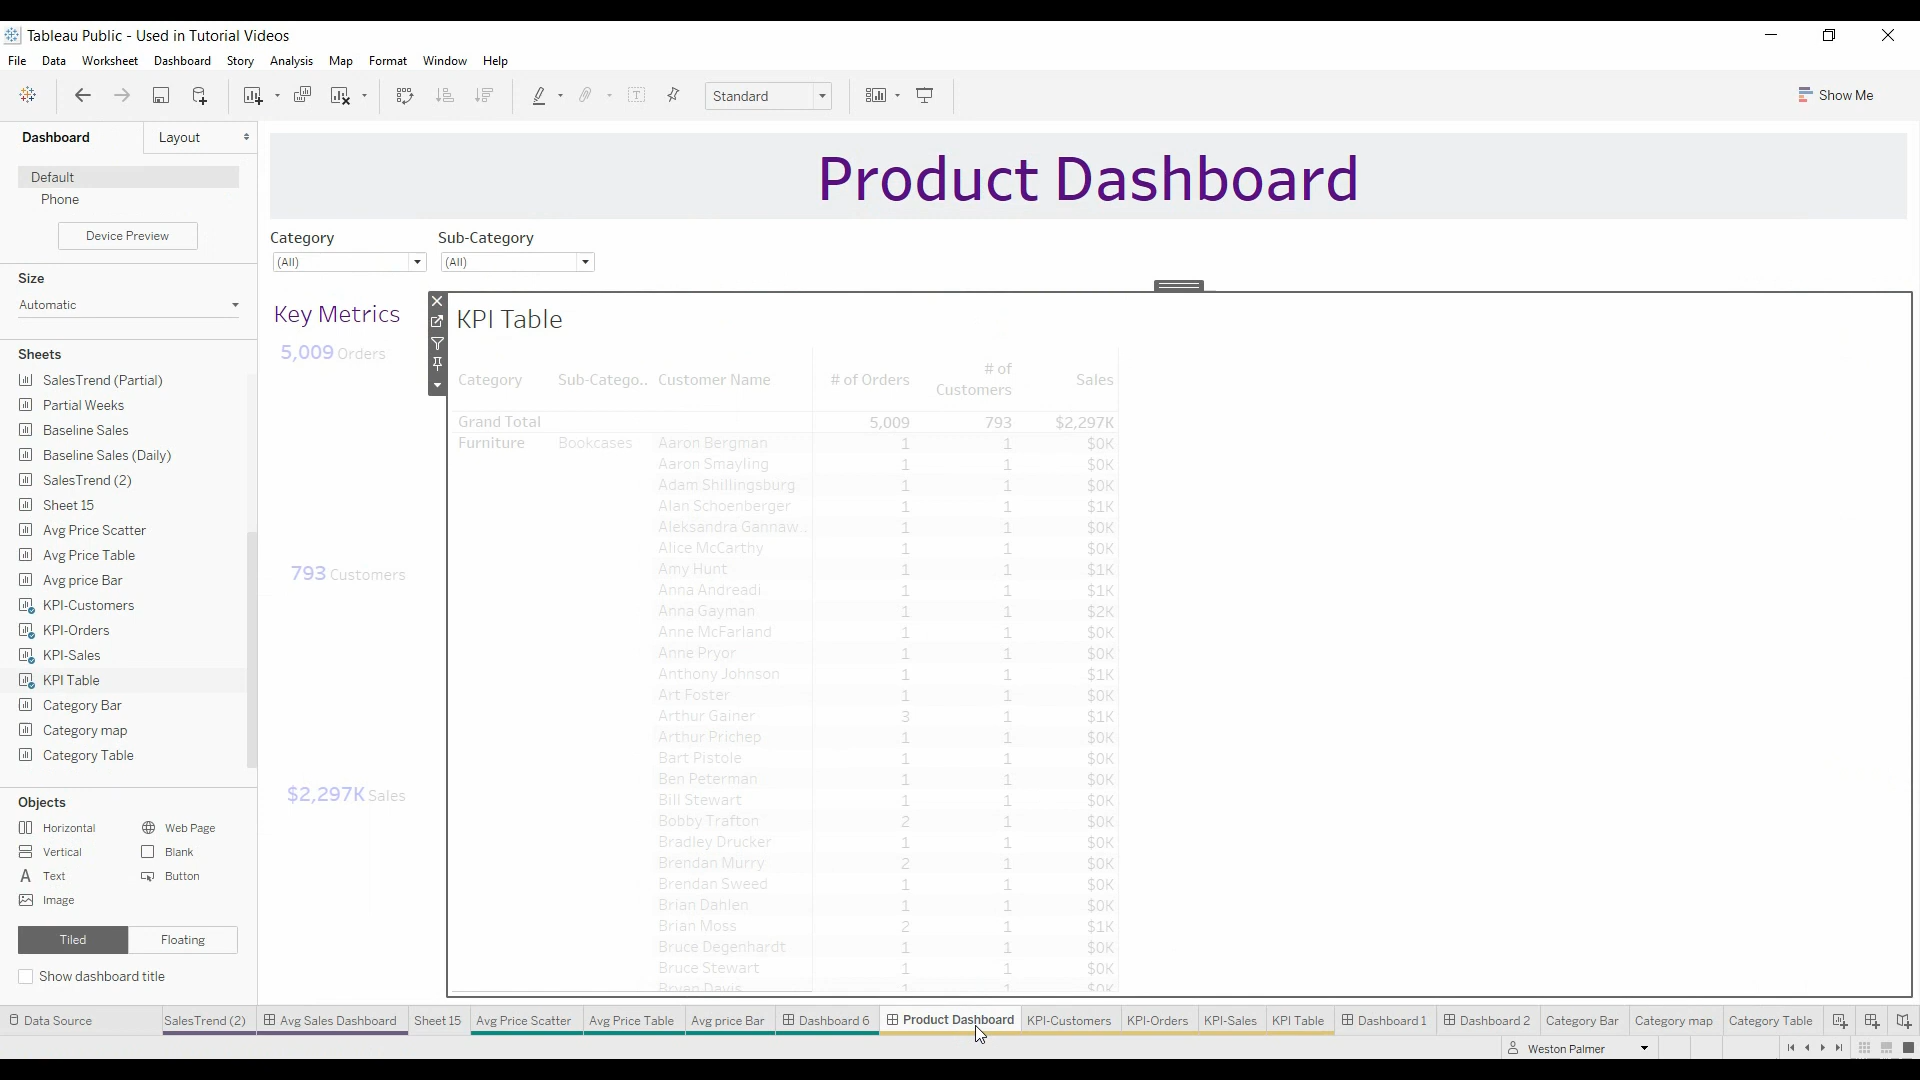 Tableau Public - Used in Tutorial Videos
File Data Worksheet Dashboard Story Analysis Map Format Window Help
Standard
Show Me
Dashboard Layout
Default
Phone
Device Preview
Size
Automatic
Sheets
SalesTrend (Partial)
Partial Weeks
Baseline Sales
Baseline Sales (Daily)
SalesTrend (2)
Sheet 15
Avg Price Scatter
Avg Price Table
Avg price Bar
KPI-Customers
KPI-Orders
KPI-Sales
KPI Table
Category Bar
Category map
Category Table
Objects
Horizontal Web Page
Vertical Blank
Text Button
Image
Tiled Floating
Show dashboard title
Product Dashboard
Category Sub-Category
(All) (All)
Key Metrics
5,009 Orders
793 Customers
$2,297K Sales
KPI Table
Category Sub-Catego.. Customer Name # of Orders # of Customers Sales
Grand Total 5,009 793 $2,297K
Furniture Bookcases Aaron Bergman 1 1 $0K
Aaron Smayling 1 1 $0K
Adam Shillingsburg 1 1 $0K
Alan Schoenberger 1 1 $1K
Aleksandra Gannaw.. 1 1 $0K
Alice McCarthy 1 1 $0K
Amy Hunt 1 1 $1K
Anna Andreadi 1 1 $1K
Anna Gayman 1 1 $2K
Anne McFarland 1 1 $0K
Anne Pryor 1 1 $0K
Anthony Johnson 1 1 $1K
Art Foster 1 1 $0K
Arthur Gainer 3 1 $1K
Arthur Prichep 1 1 $0K
Bart Pistole 1 1 $0K
Ben Peterman 1 1 $0K
Bill Stewart 1 1 $0K
Bobby Trafton 2 1 $0K
Bradley Drucker 1 1 $0K
Brendan Murry 2 1 $0K
Brendan Sweed 1 1 $0K
Brian Dahlen 1 1 $0K
Brian Moss 2 1 $1K
Bruce Degenhardt 1 1 $0K
Bruce Stewart 1 1 $0K
Bryan Davis 1 1 $0K
Data Source SalesTrend (2) Avg Sales Dashboard Sheet 15 Avg Price Scatter Avg Price Table Avg price Bar Dashboard 6 Product Dashboard KPI-Customers KPI-Orders KPI-Sales KPI Table Dashboard 1 Dashboard 2 Category Bar Category map Category Table
Weston Palmer